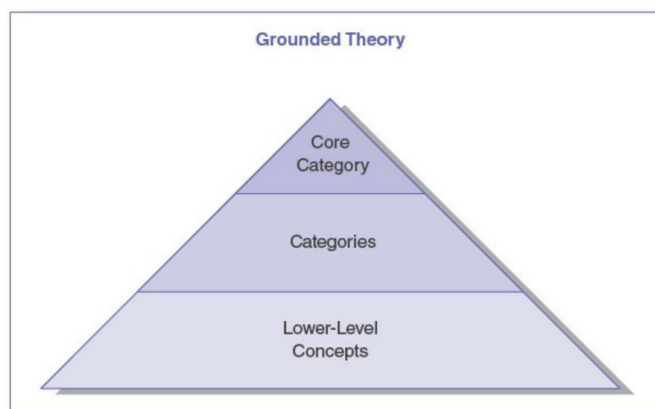 Grounded Theory
Core
Category
Categories
Lower-Level
Concepts